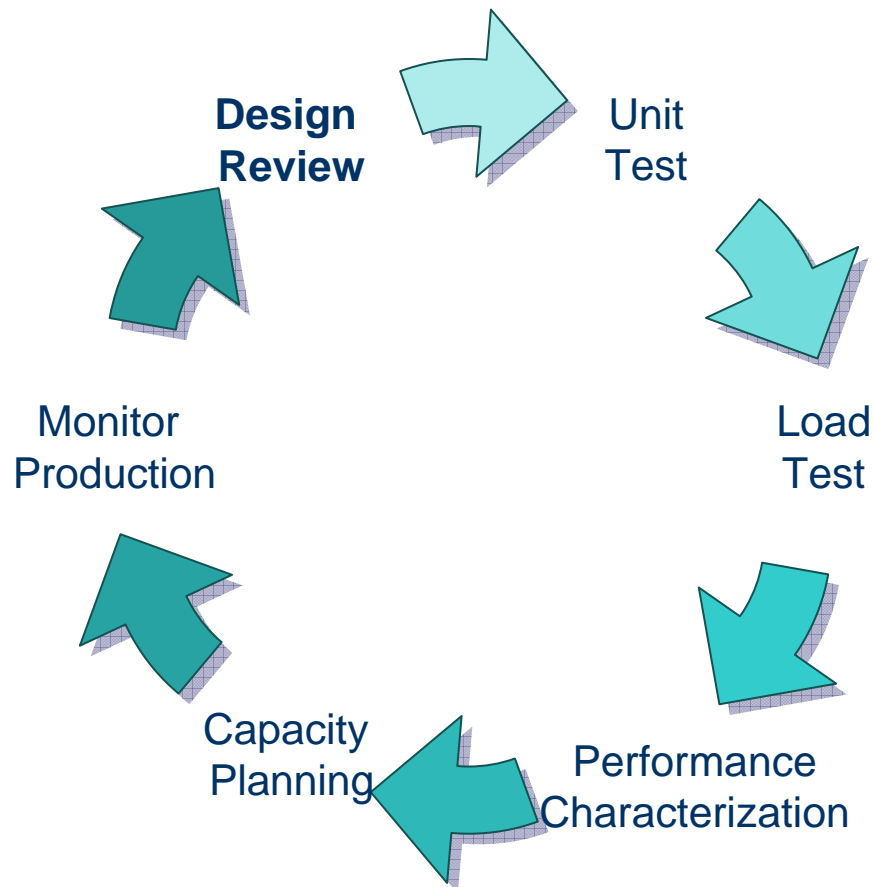 Design
Review
Unit
Test
Load
Test
Performance
Characterization
Capacity
Planning
Monitor
Production